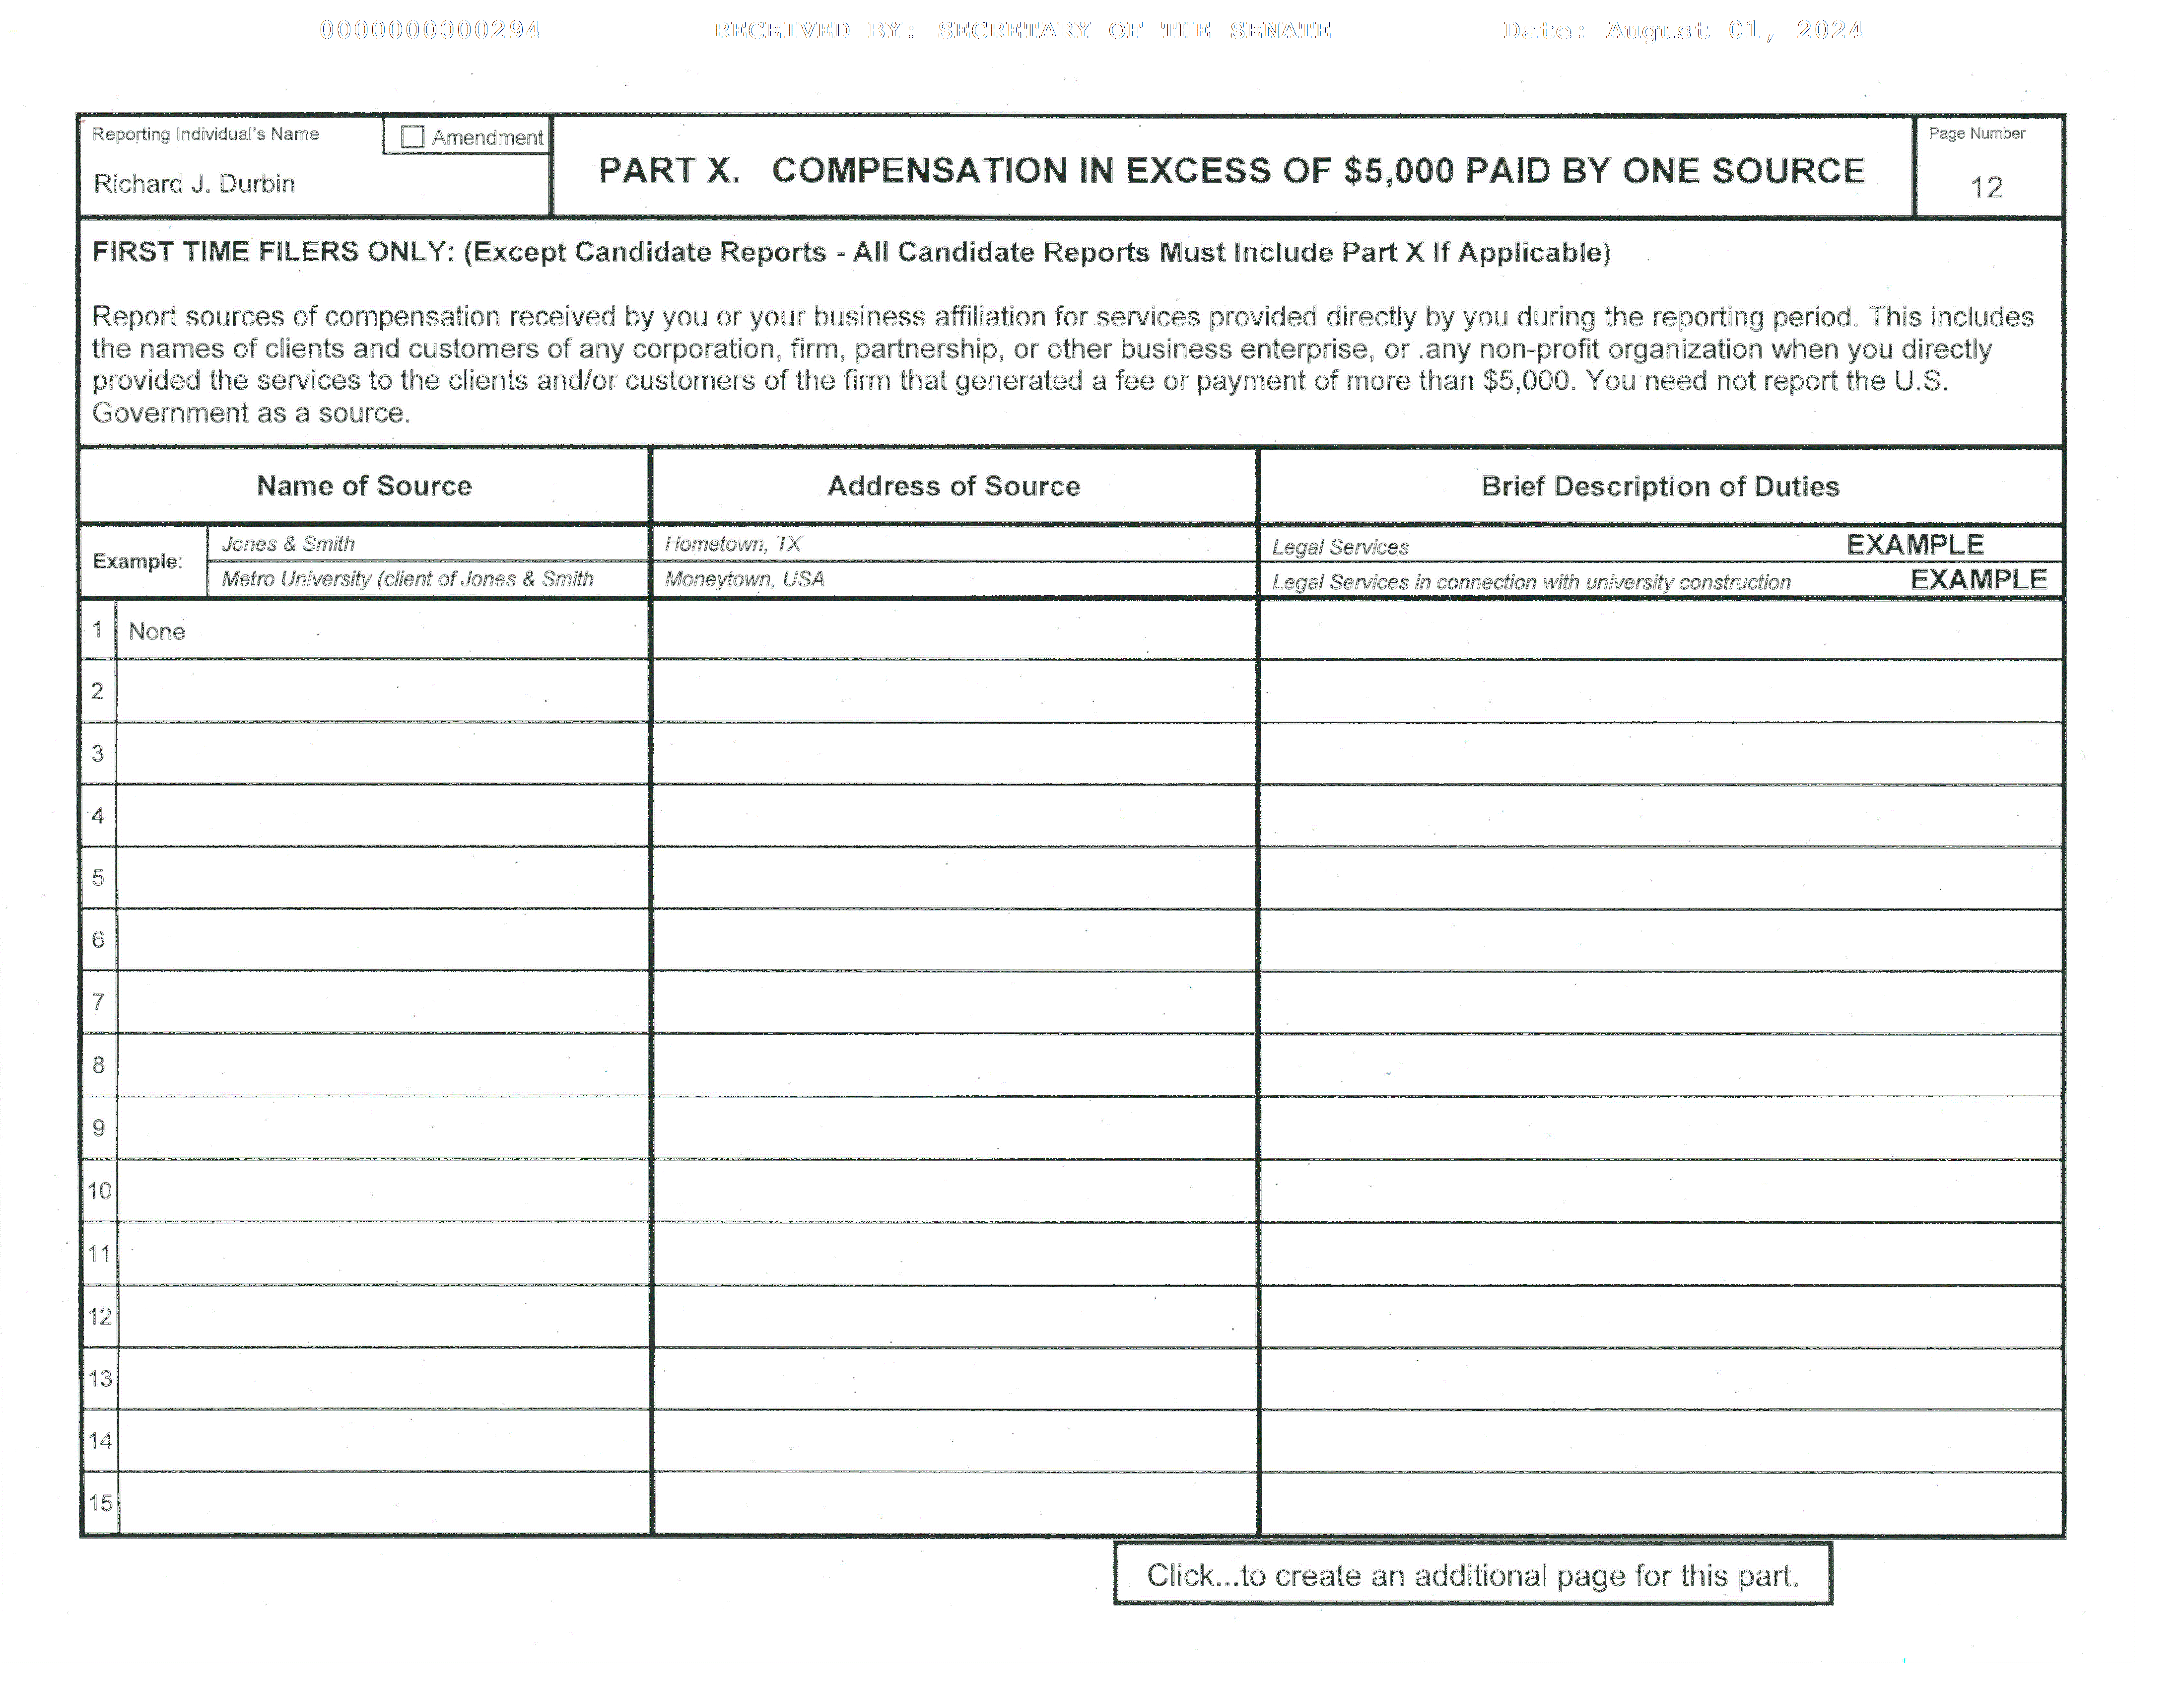 0000000000294 RECEIVED BY: SECRETARY OF THE SENATE Date: August 01, 2024
Reporting Individual's Name
Amendment
Richard J. Durbin
PART X. COMPENSATION IN EXCESS OF $5,000 PAID BY ONE SOURCE
Page Number
12
FIRST TIME FILERS ONLY: (Except Candidate Reports - All Candidate Reports Must Include Part X If Applicable)
Report sources of compensation received by you or your business affiliation for services provided directly by you during the reporting period. This includes
the names of clients and customers of any corporation, firm, partnership, or other business enterprise, or .any non-profit organization when you directly
provided the services to the clients and/or customers of the firm that generated a fee or payment of more than $5,000. You need not report the U.S.
Government as a source.
Name of Source Address of Source Brief Description of Duties
Example:
Jones & Smith Hometown, TX Legal Services EXAMPLE
Metro University (client of Jones & Smith Moneytown, USA Legal Services in connection with university construction EXAMPLE
1 None
2
3
4
5
6
7
8
9
10
11
12
13
14
15
Click...to create an additional page for this part.